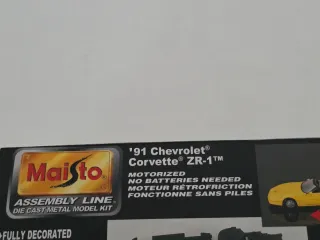 Maisto
ASSEMBLY LINE
DIE CAST-METAL MODEL KIT
'91 Chevrolet®
Corvette® ZR-1™
MOTORIZED
NO BATTERIES NEEDED
MOTEUR RÉTROFRICTION
FONCTIONNE SANS PILES
FULLY DECORATED